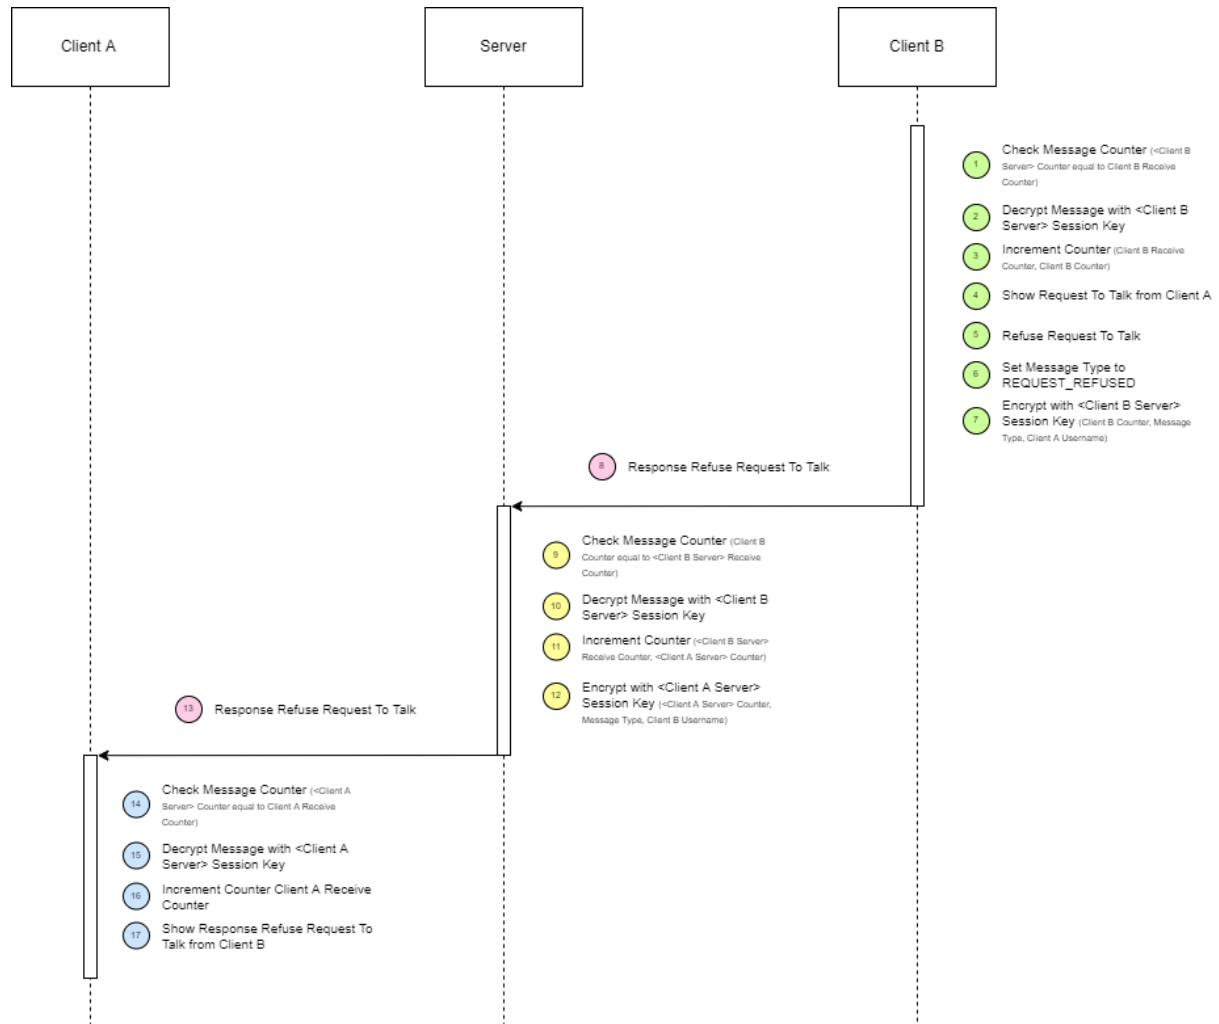 Client A
Server
Client B
1
Check Message Counter (<Client B
Server> Counter equal to Client B Receive
Counter)
2
Decrypt Message with <Client B
Server> Session Key
3
Increment Counter (Client B Receive
Counter, Client B Counter)
4
Show Request To Talk from Client A
5
Refuse Request To Talk
6
Set Message Type to
REQUEST_REFUSED
7
Encrypt with <Client B Server>
Session Key (Client B Counter, Message
Type, Client A Username)
8
Response Refuse Request To Talk
9
Check Message Counter (Client B
Counter equal to <Client B Server> Receive
Counter)
10
Decrypt Message with <Client B
Server> Session Key
11
Increment Counter (<Client B Server>
Receive Counter, <Client A Server> Counter)
12
Encrypt with <Client A Server>
Session Key (<Client A Server> Counter,
Message Type, Client B Username)
13
Response Refuse Request To Talk
14
Check Message Counter (<Client A
Server> Counter equal to Client A Receive
Counter)
15
Decrypt Message with <Client A
Server> Session Key
16
Increment Counter Client A Receive
Counter
17
Show Response Refuse Request To
Talk from Client B